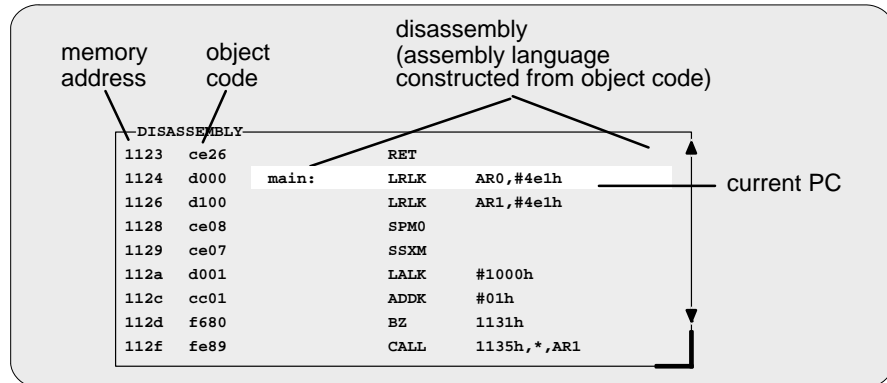 disassembly
(assembly language
constructed from object code)
memory
address
object
code
DISASSEMBLY
1123 ce26 RET
1124 d000 main: LRLK AR0,#4e1h
1126 d100 LRLK AR1,#4e1h
1128 ce08 SPM0
1129 ce07 SSXM
112a d001 LALK #1000h
112c cc01 ADDK #01h
112d f680 BZ 1131h
112f fe89 CALL 1135h,*,AR1
current PC